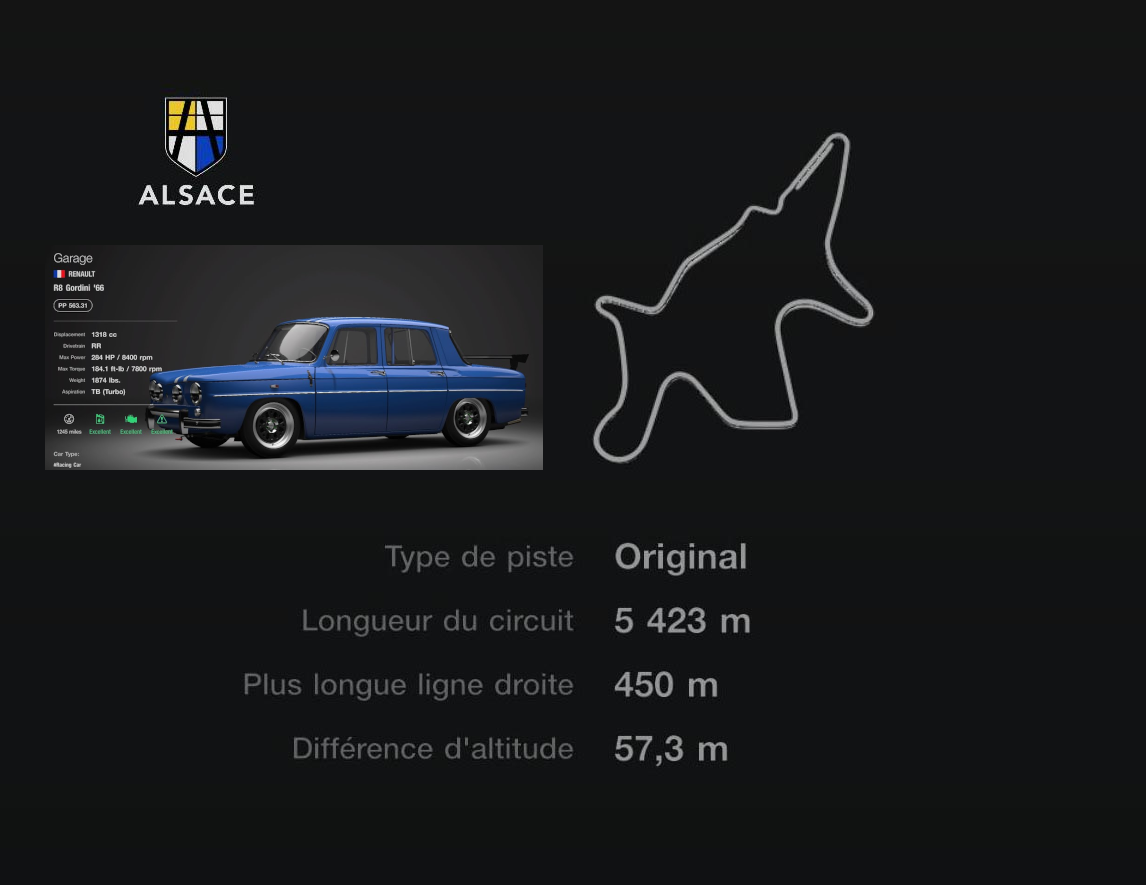 ALSACE
Garage
RENAULT
R8 Gordini '66
PP 563.31
Displacement 1318 cc
Drivetrain RR
Max Power 284 HP / 8400 rpm
Max Torque 184.1 ft-lb / 7800 rpm
Weight 1874 lbs.
Aspiration TB (Turbo)
1245 miles Excellent Excellent Excellent
Car Type:
#Racing Car
Type de piste Original
Longueur du circuit 5 423 m
Plus longue ligne droite 450 m
Différence d'altitude 57,3 m